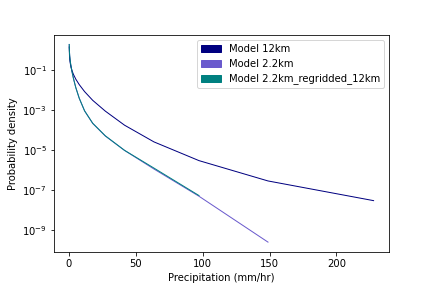 Model 12km
Model 2.2km
Model 2.2km_regridded_12km
Probability density
10⁻¹
10⁻³
10⁻⁵
10⁻⁷
10⁻⁹
0 50 100 150 200
Precipitation (mm/hr)